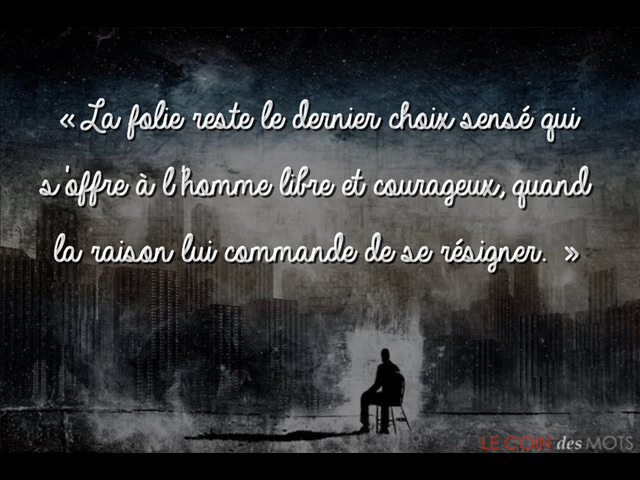 « La folie reste le dernier choix sensé qui
s'offre à l'homme libre et courageux, quand
la raison lui commande de se résigner. »
LE COIN des MOTS